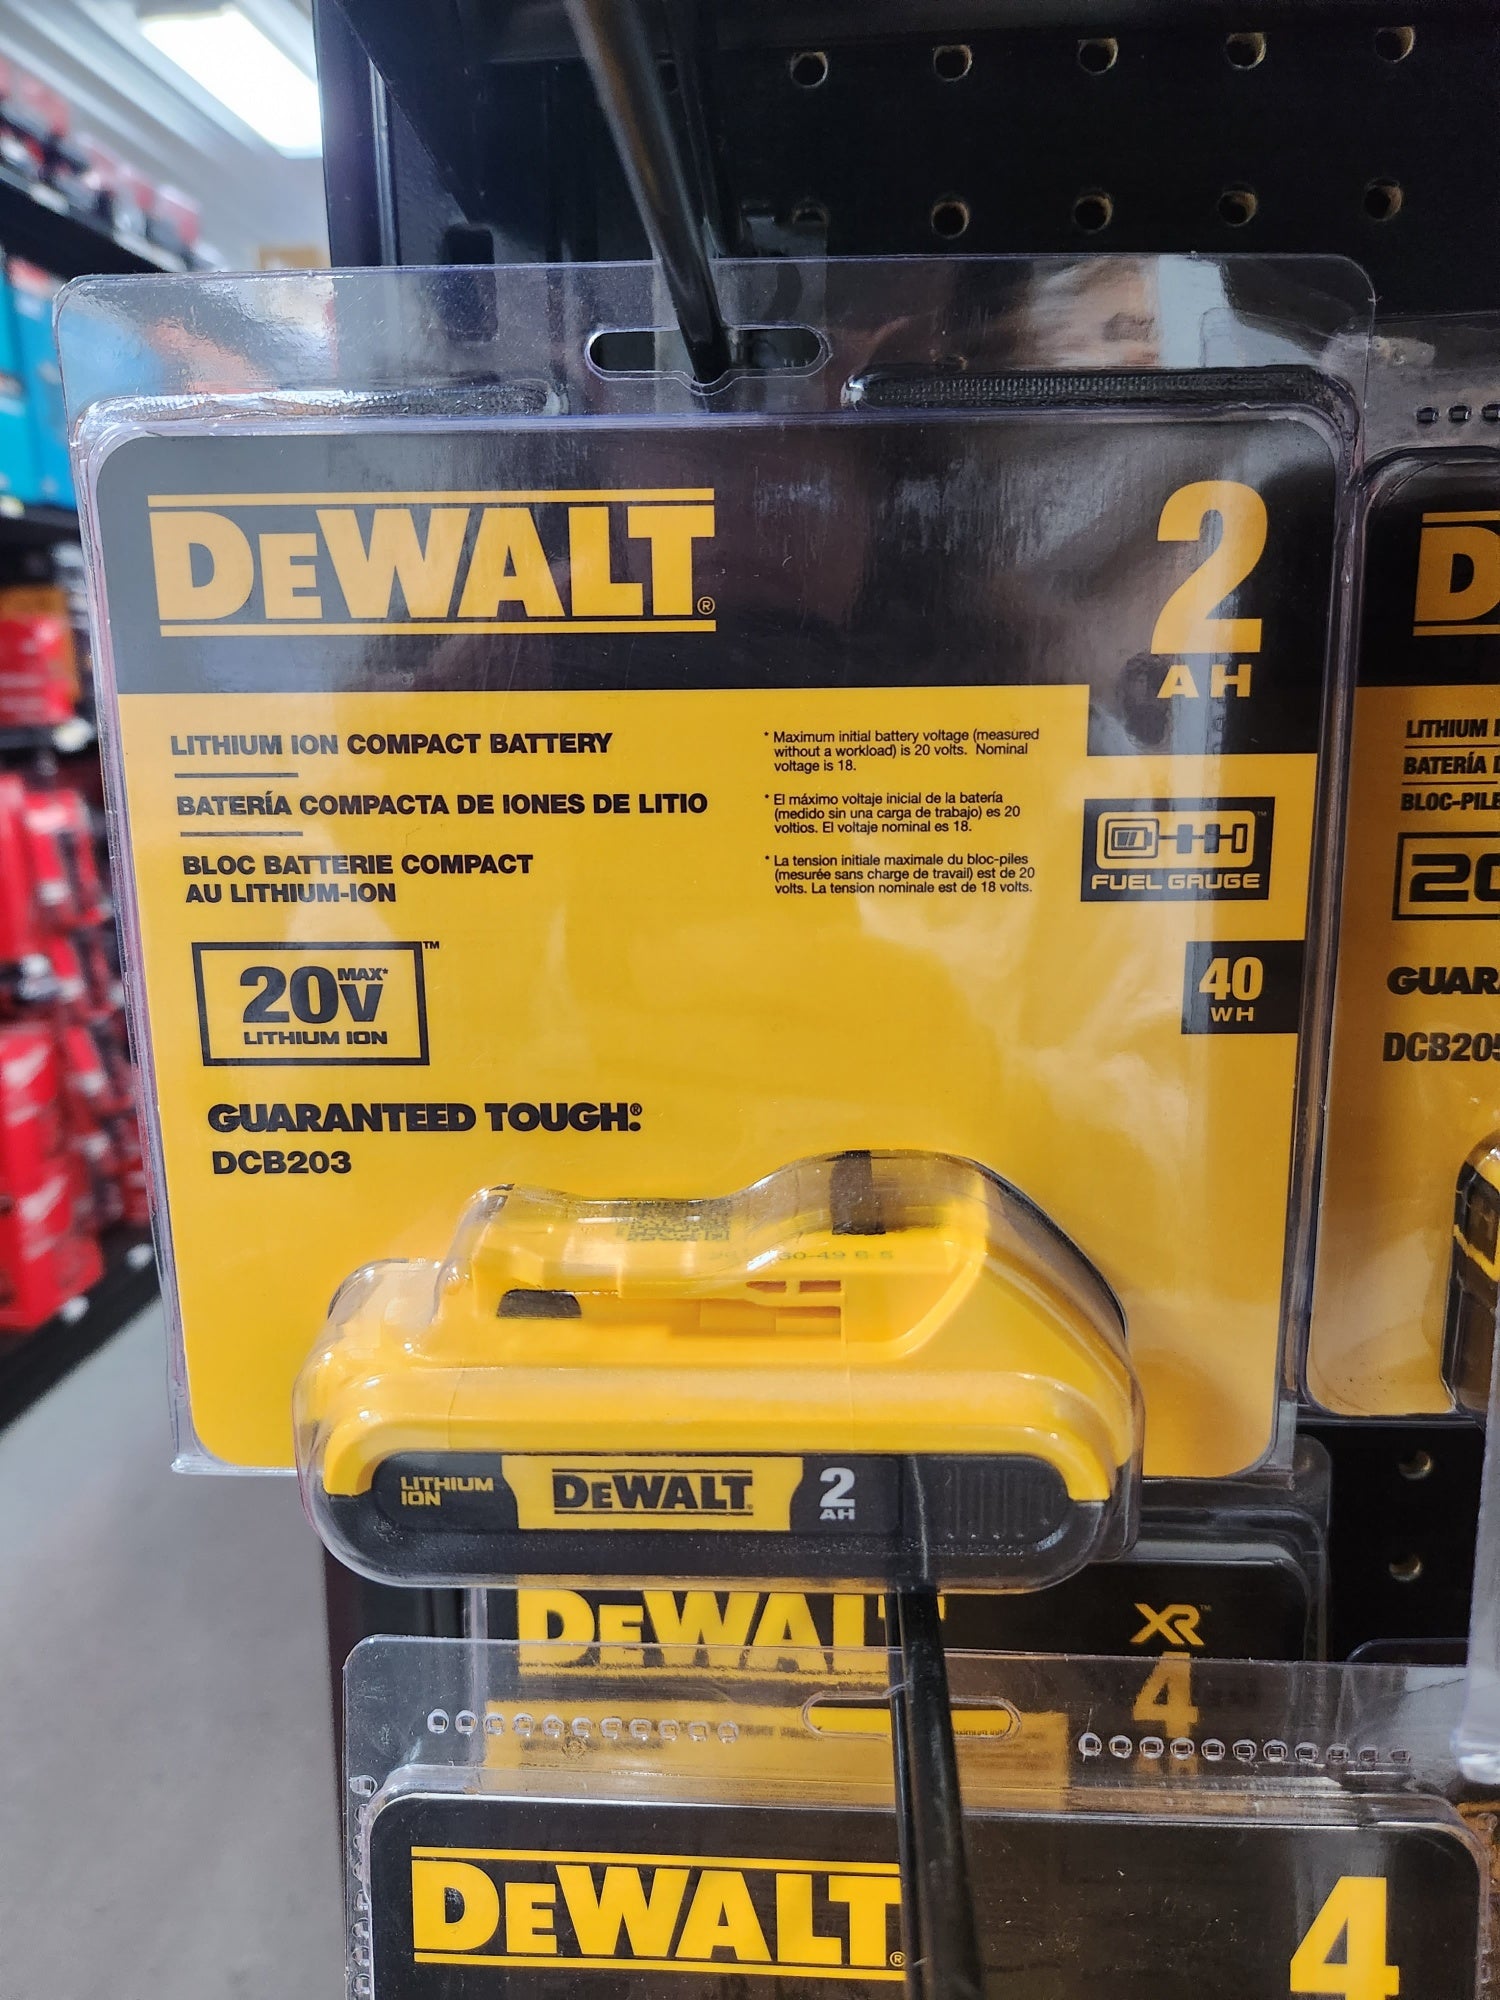 DEWALT®
2
AH
LITHIUM ION COMPACT BATTERY
BATERÍA COMPACTA DE IONES DE LITIO
BLOC BATTERIE COMPACT
AU LITHIUM-ION
* Maximum initial battery voltage (measured
without a workload) is 20 volts. Nominal
voltage is 18.
* El máximo voltaje inicial de la batería
(medido sin una carga de trabajo) es 20
voltios. El voltaje nominal es 18.
* La tension initiale maximale du bloc-piles
(mesurée sans charge de travail) est de 20
volts. La tension nominale est de 18 volts.
FUEL GAUGE™
40
WH
20V MAX*™
LITHIUM ION
GUARANTEED TOUGH.®
DCB203
LITHIUM
ION
DEWALT
2
AH
LITHIUM
BATERÍA
BLOC-PILE
20
DEWALT
XR™
4
DEWALT®
4